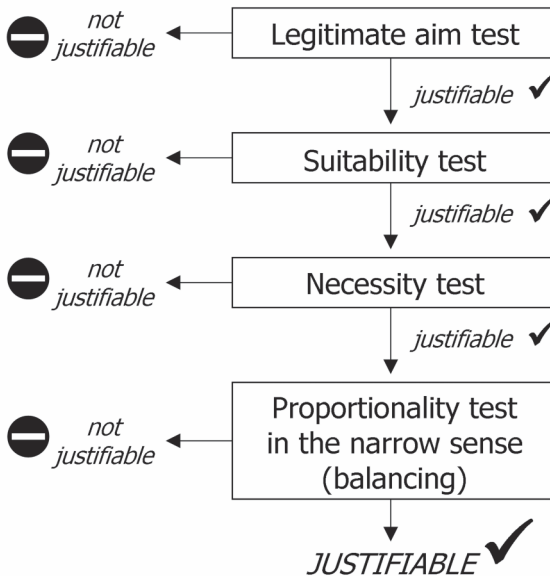 not
justifiable
Legitimate aim test
justifiable
not
justifiable
Suitability test
justifiable
not
justifiable
Necessity test
justifiable
not
justifiable
Proportionality test
in the narrow sense
(balancing)
JUSTIFIABLE